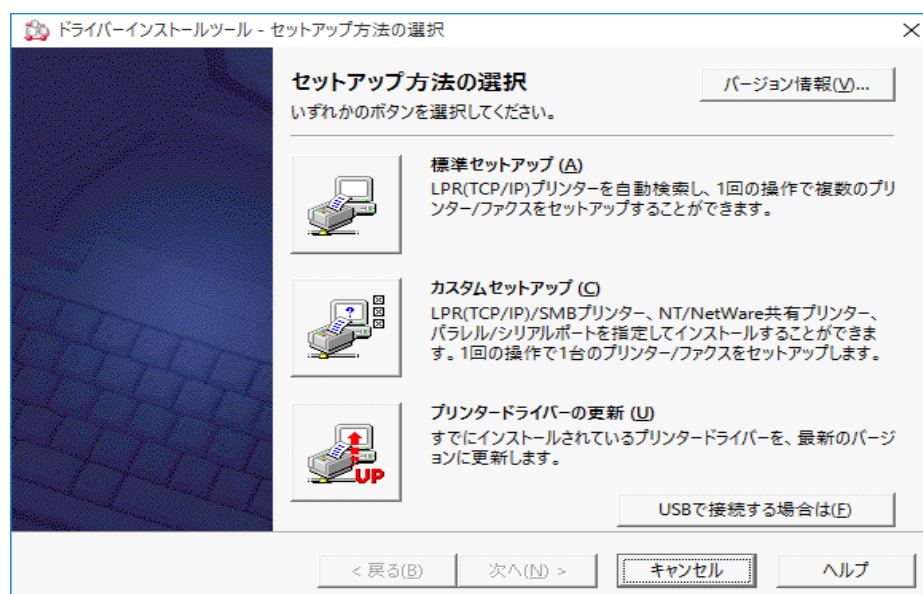 ドライバーインストールツール - セットアップ方法の選択
セットアップ方法の選択
バージョン情報(V)...
いずれかのボタンを選択してください。
標準セットアップ (A)
LPR(TCP/IP)プリンターを自動検索し、1回の操作で複数のプリ
ンター/ファクスをセットアップすることができます。
カスタムセットアップ (C)
LPR(TCP/IP)/SMBプリンター、NT/NetWare共有プリンター、
パラレル/シリアルポートを指定してインストールすることができま
す。1回の操作で1台のプリンター/ファクスをセットアップします。
プリンタードライバーの更新 (U)
すでにインストールされているプリンタードライバーを、最新のバージ
ョンに更新します。
UP
USBで接続する場合は(F)
< 戻る(B)
次へ(N) >
キャンセル
ヘルプ